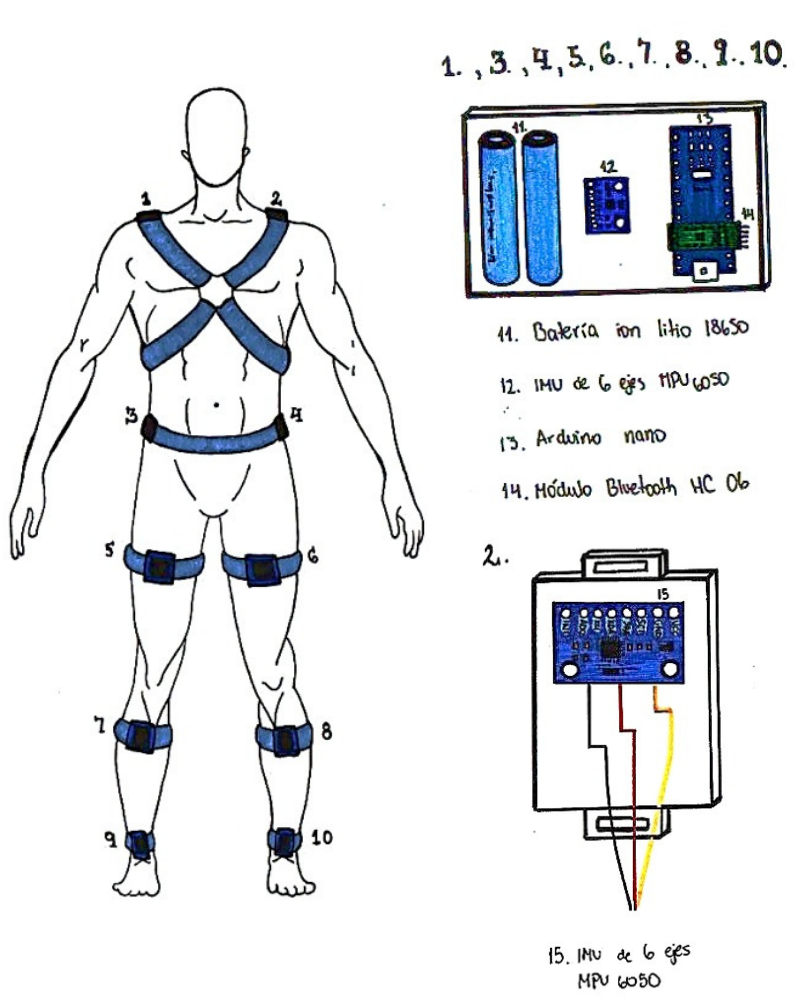 1. , 3. , 4, 5, 6., 7., 8., 9., 10.
1
2
3
4
5
6
7
8
9
10
11.
12
13
14
11. Batería ion litio 18650
12. IMU de 6 ejes MPU 6050
13. Arduino nano
14. Módulo Bluetooth HC 06
2.
15
15. IMU de 6 ejes
MPU 6050